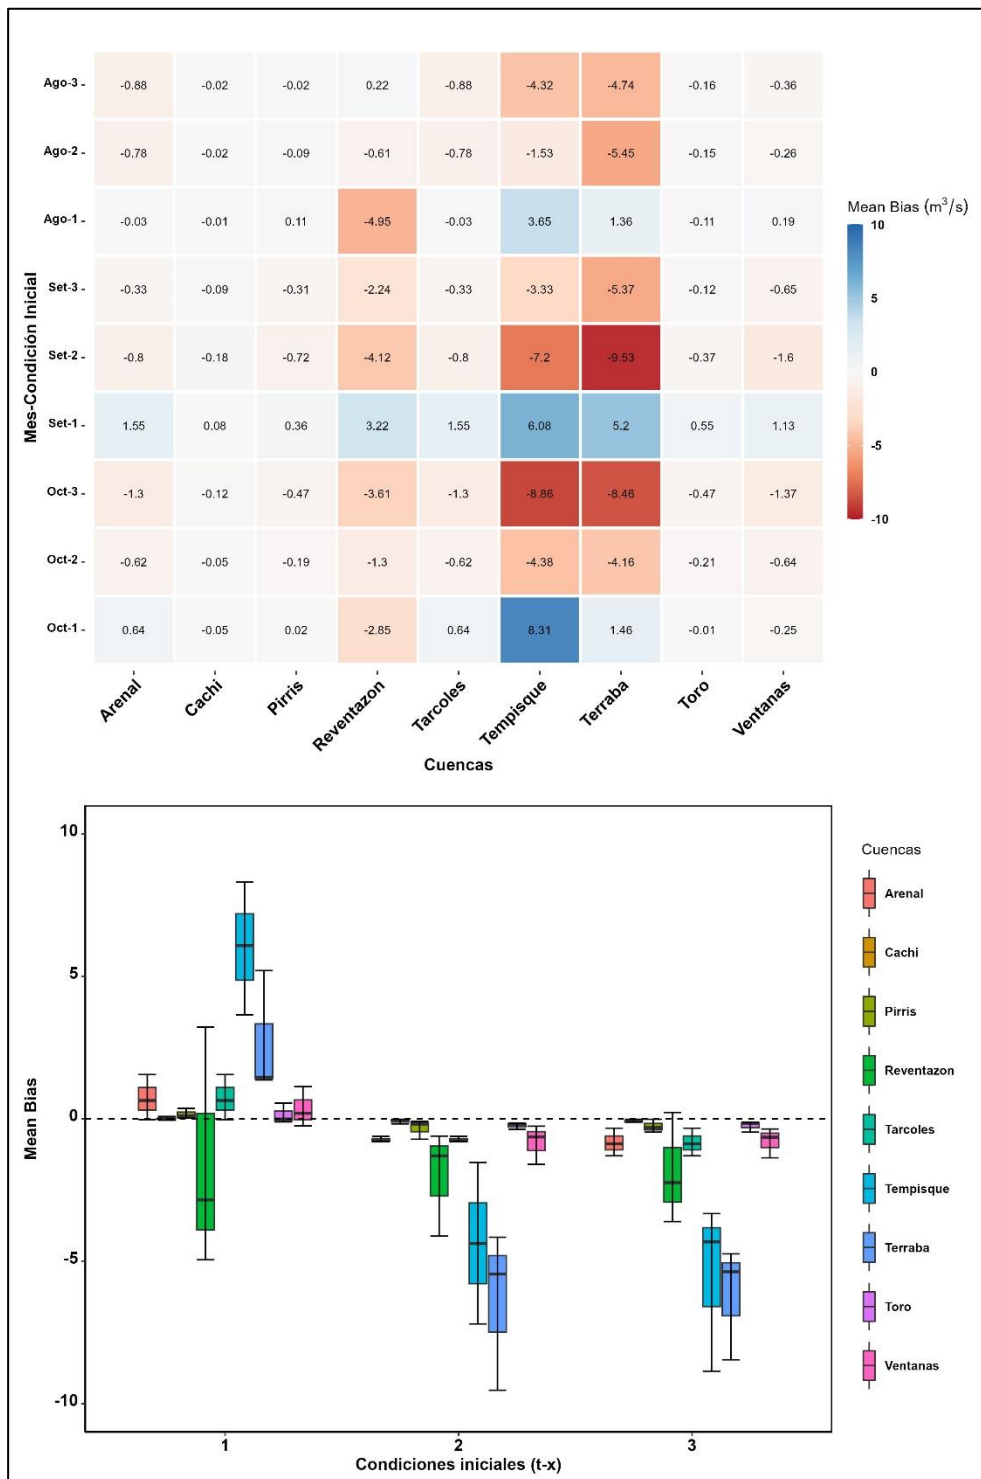 Ago-3 -0.88 -0.02 -0.02 0.22 -0.88 -4.32 -4.74 -0.16 -0.36
Ago-2 -0.78 -0.02 -0.09 -0.61 -0.78 -1.53 -5.45 -0.15 -0.26
Ago-1 -0.03 -0.01 0.11 -4.95 -0.03 3.65 1.36 -0.11 0.19
Set-3 -0.33 -0.09 -0.31 -2.24 -0.33 -3.33 -5.37 -0.12 -0.65
Set-2 -0.8 -0.18 -0.72 -4.12 -0.8 -7.2 -9.53 -0.37 -1.6
Set-1 1.55 0.08 0.36 3.22 1.55 6.08 5.2 0.55 1.13
Oct-3 -1.3 -0.12 -0.47 -3.61 -1.3 -8.86 -8.46 -0.47 -1.37
Oct-2 -0.62 -0.05 -0.19 -1.3 -0.62 -4.38 -4.16 -0.21 -0.64
Oct-1 0.64 -0.05 0.02 -2.85 0.64 8.31 1.46 -0.01 -0.25
Mes-Condición Inicial
Arenal Cachi Pirris Reventazon Tarcoles Tempisque Terraba Toro Ventanas
Cuencas
Mean Bias (m³/s)
10
5
0
-5
-10
10
5
0
-5
-10
Mean Bias
1 2 3
Condiciones iniciales (t-x)
Cuencas
Arenal
Cachi
Pirris
Reventazon
Tarcoles
Tempisque
Terraba
Toro
Ventanas